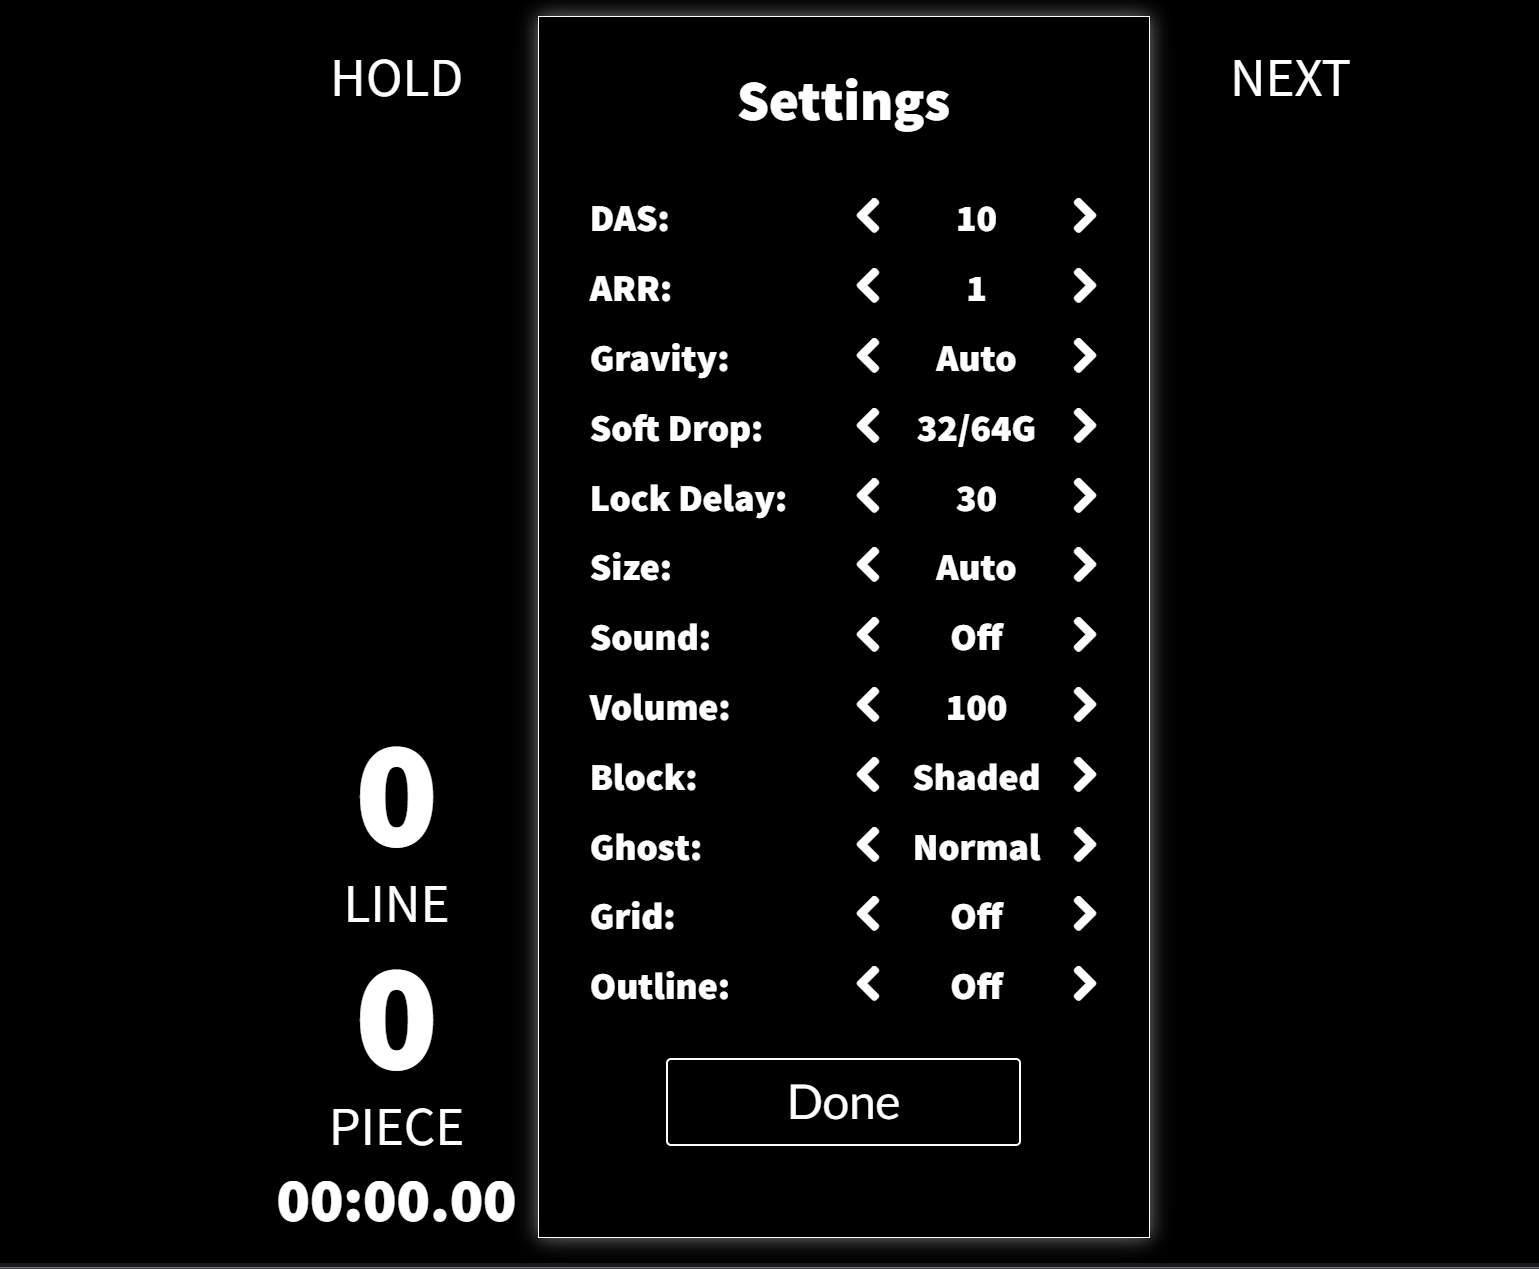 HOLD
Settings
NEXT
DAS: 10
ARR: 1
Gravity: Auto
Soft Drop: 32/64G
Lock Delay: 30
Size: Auto
Sound: Off
Volume: 100
Block: Shaded
Ghost: Normal
Grid: Off
Outline: Off
Done
0
LINE
0
PIECE
00:00.00